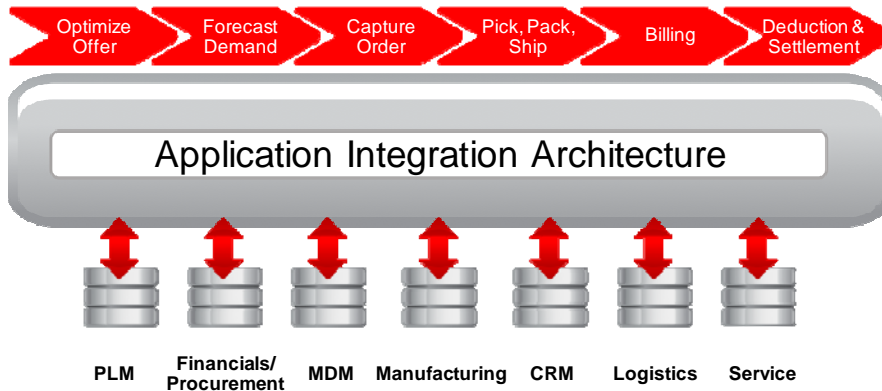 Optimize
Offer
Forecast
Demand
Capture
Order
Pick, Pack,
Ship
Billing
Deduction &
Settlement
Application Integration Architecture
PLM
Financials/
Procurement
MDM
Manufacturing
CRM
Logistics
Service